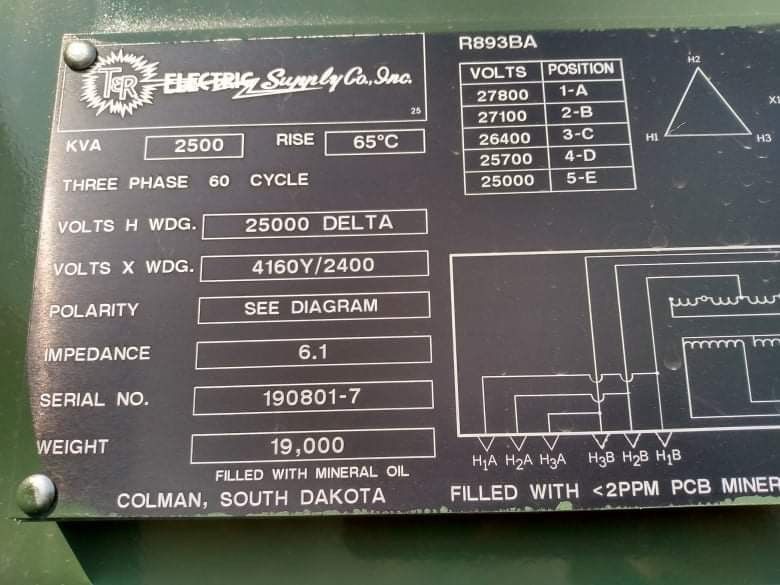 T&R ELECTRIC Supply Co., Inc.
25
KVA 2500 RISE 65°C
THREE PHASE 60 CYCLE
VOLTS H WDG. 25000 DELTA
VOLTS X WDG. 4160Y/2400
POLARITY SEE DIAGRAM
IMPEDANCE 6.1
SERIAL NO. 190801-7
WEIGHT 19,000
FILLED WITH MINERAL OIL
COLMAN, SOUTH DAKOTA
R893BA
VOLTS POSITION
27800 1-A
27100 2-B
26400 3-C
25700 4-D
25000 5-E
H2
H1 H3
X1
H₁A H₂A H₃A H₃B H₂B H₁B
FILLED WITH <2PPM PCB MINER